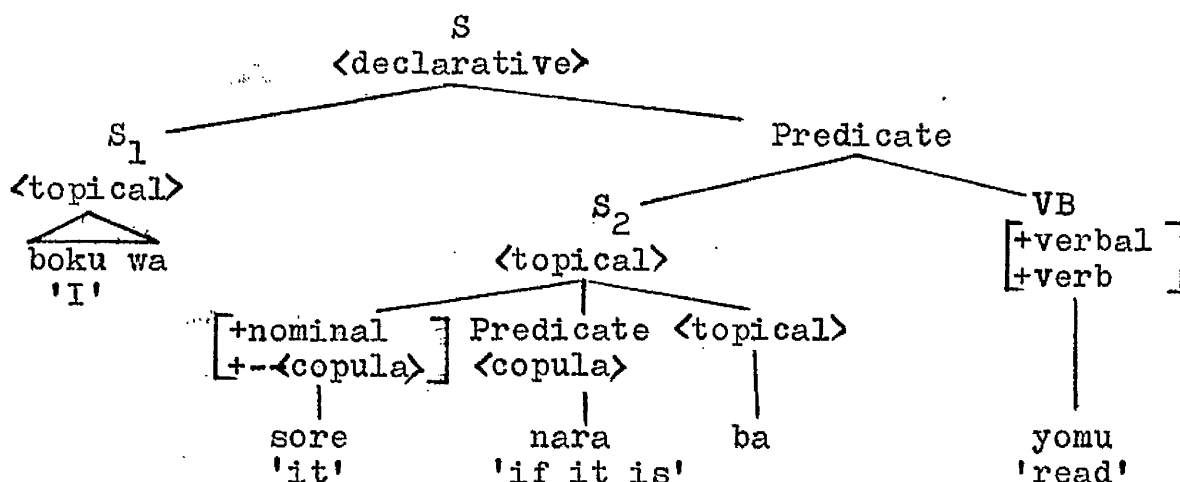 S
<declarative>
S1 Predicate
<topical>
S2 VB
boku wa [+verbal
'I' <topical> +verb ]
[+nominal Predicate <topical>
+--<copula>] <copula>
sore nara ba yomu
'it' 'if it is' 'read'